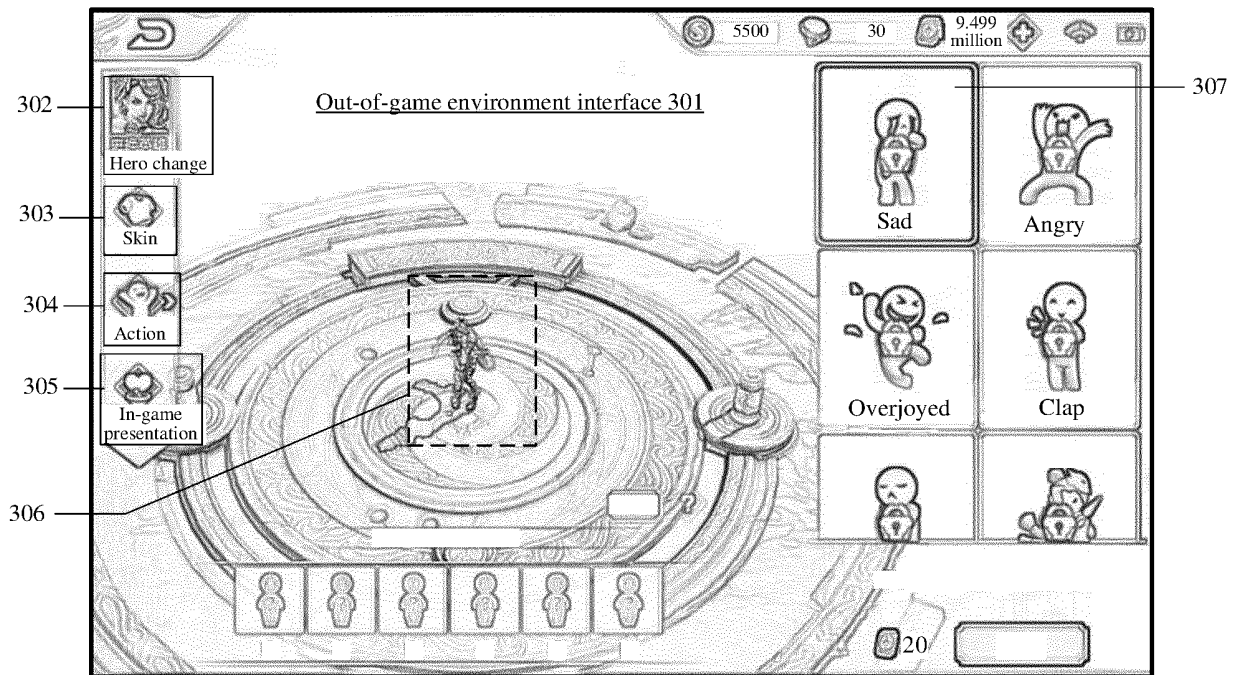 5500
30
9.499
million
302
307
Out-of-game environment interface 301
Hero change
303
Skin
Sad
Angry
304
Action
305
In-game
presentation
Overjoyed
Clap
306
?
20